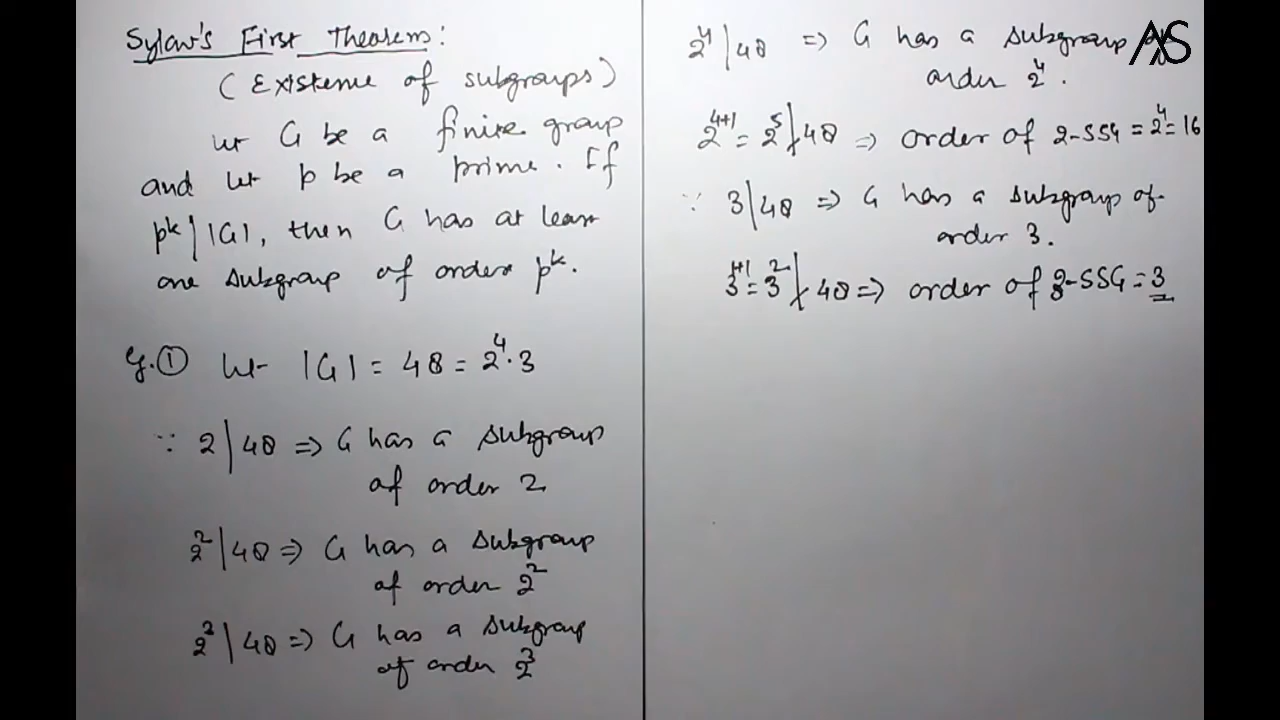 Sylow's First Theorem:
(Existence of subgroups)
Let G be a finite group
and let p be a prime. If
p^k | |G|, then G has at least
one subgroup of order p^k.
Eg. ① Let |G| = 48 = 2^4 · 3
∵ 2 | 48 => G has a subgroup
of order 2
2^2 | 48 => G has a subgroup
of order 2^2
2^3 | 48 => G has a subgroup
of order 2^3
2^4 | 48 => G has a subgroup of
order 2^4.
AS
2^{4+1} = 2^5 ∤ 48 => order of 2-SSG = 2^4 = 16
∵ 3 | 48 => G has a subgroup of
order 3.
3^{1+1} = 3^2 ∤ 48 => order of 3-SSG = 3